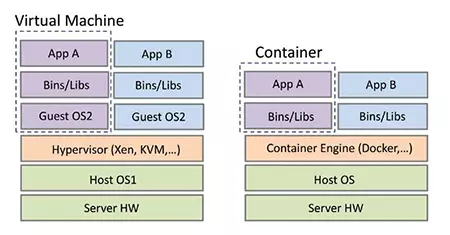 Virtual Machine
App A
App B
Bins/Libs
Bins/Libs
Guest OS2
Guest OS2
Hypervisor (Xen, KVM,...)
Host OS1
Server HW
Container
App A
App B
Bins/Libs
Bins/Libs
Container Engine (Docker,...)
Host OS
Server HW